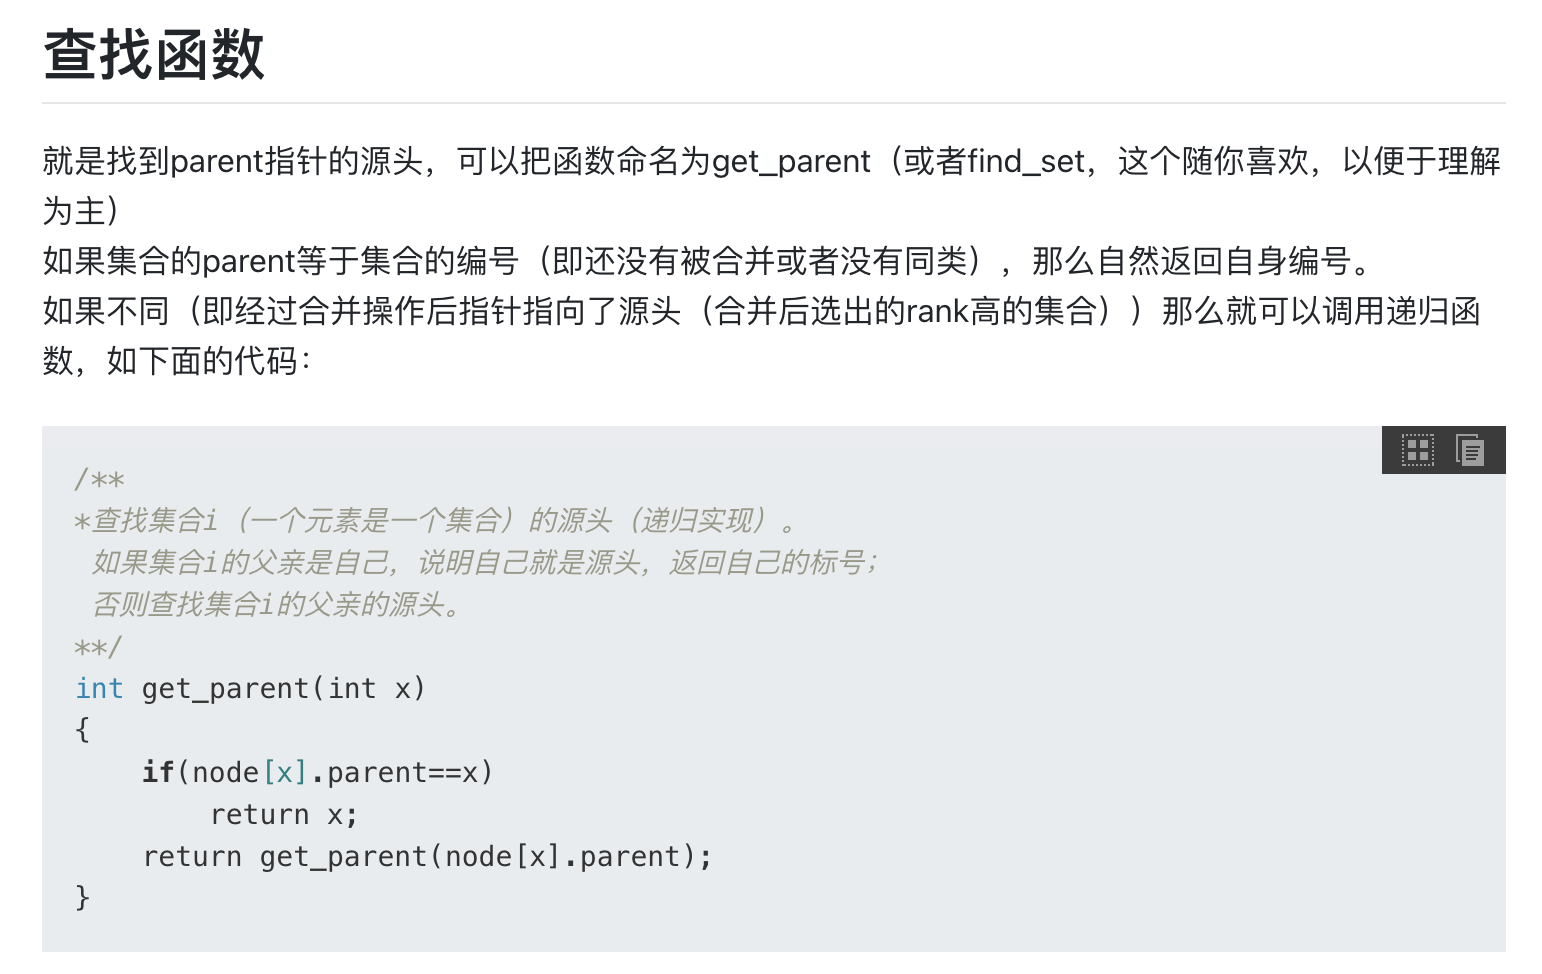 查找函数
就是找到parent指针的源头，可以把函数命名为get_parent（或者find_set，这个随你喜欢，以便于理解
为主）
如果集合的parent等于集合的编号（即还没有被合并或者没有同类），那么自然返回自身编号。
如果不同（即经过合并操作后指针指向了源头（合并后选出的rank高的集合））那么就可以调用递归函
数，如下面的代码：
/**
*查找集合i（一个元素是一个集合）的源头（递归实现）。
 如果集合i的父亲是自己，说明自己就是源头，返回自己的标号；
 否则查找集合i的父亲的源头。
**/
int get_parent(int x)
{
    if(node[x].parent==x)
        return x;
    return get_parent(node[x].parent);
}